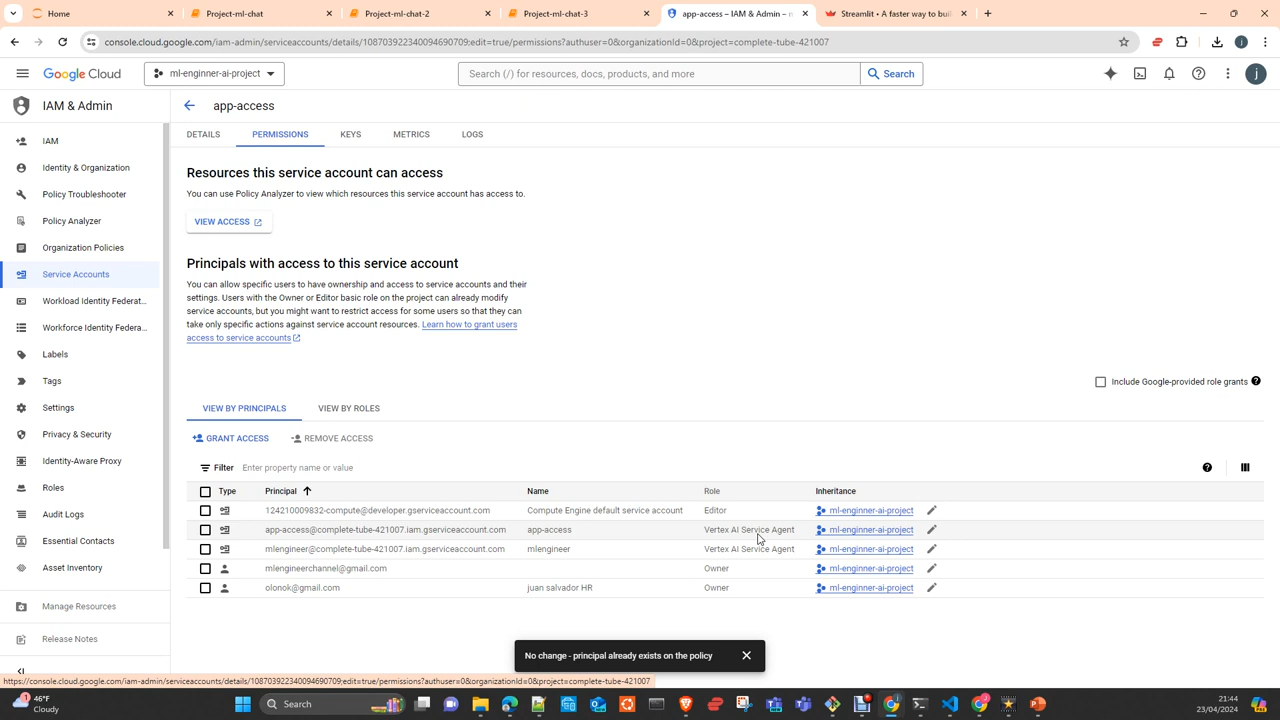 Home
Project-ml-chat
Project-ml-chat-2
Project-ml-chat-3
app-access – IAM & Admin – n
Streamlit • A faster way to buil
console.cloud.google.com/iam-admin/serviceaccounts/details/108703922340094690709;edit=true/permissions?authuser=0&organizationId=0&project=complete-tube-421007
Google Cloud
ml-enginner-ai-project
Search (/) for resources, docs, products, and more
Search
j
IAM & Admin
app-access
IAM
Identity & Organization
Policy Troubleshooter
Policy Analyzer
Organization Policies
Service Accounts
Workload Identity Federat...
Workforce Identity Federa...
Labels
Tags
Settings
Privacy & Security
Identity-Aware Proxy
Roles
Audit Logs
Essential Contacts
Asset Inventory
Manage Resources
Release Notes
DETAILS
PERMISSIONS
KEYS
METRICS
LOGS
Resources this service account can access
You can use Policy Analyzer to view which resources this service account has access to.
VIEW ACCESS
Principals with access to this service account
You can allow specific users to have ownership and access to service accounts and their
settings. Users with the Owner or Editor basic role on the project can already modify
service accounts, but you might want to restrict access for some users so that they can
take only specific actions against service account resources. Learn how to grant users
access to service accounts
Include Google-provided role grants
VIEW BY PRINCIPALS
VIEW BY ROLES
GRANT ACCESS
REMOVE ACCESS
Filter Enter property name or value
Type Principal Name Role Inheritance
124210009832-compute@developer.gserviceaccount.com Compute Engine default service account Editor ml-enginner-ai-project
app-access@complete-tube-421007.iam.gserviceaccount.com app-access Vertex AI Service Agent ml-enginner-ai-project
mlengineer@complete-tube-421007.iam.gserviceaccount.com mlengineer Vertex AI Service Agent ml-enginner-ai-project
mlengineerchannel@gmail.com Owner ml-enginner-ai-project
olonok@gmail.com juan salvador HR Owner ml-enginner-ai-project
No change - principal already exists on the policy
https://console.cloud.google.com/iam-admin/serviceaccounts/details/108703922340094690709;edit=true/permissions?authuser=0&organizationId=0&project=complete-tube-421007
46°F
Cloudy
Search
21:44
23/04/2024